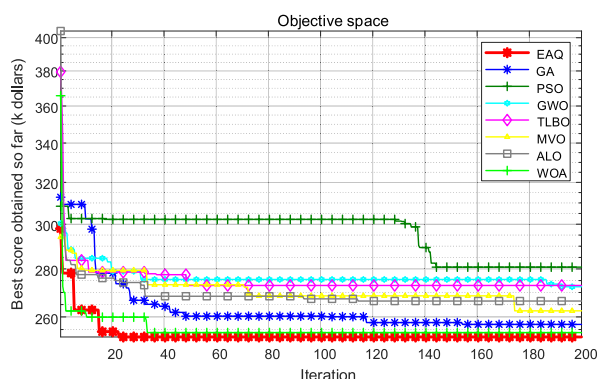 Objective space
Best score obtained so far (k dollars)
400
380
360
340
320
300
280
260
20 40 60 80 100 120 140 160 180 200
Iteration
EAQ
GA
PSO
GWO
TLBO
MVO
ALO
WOA